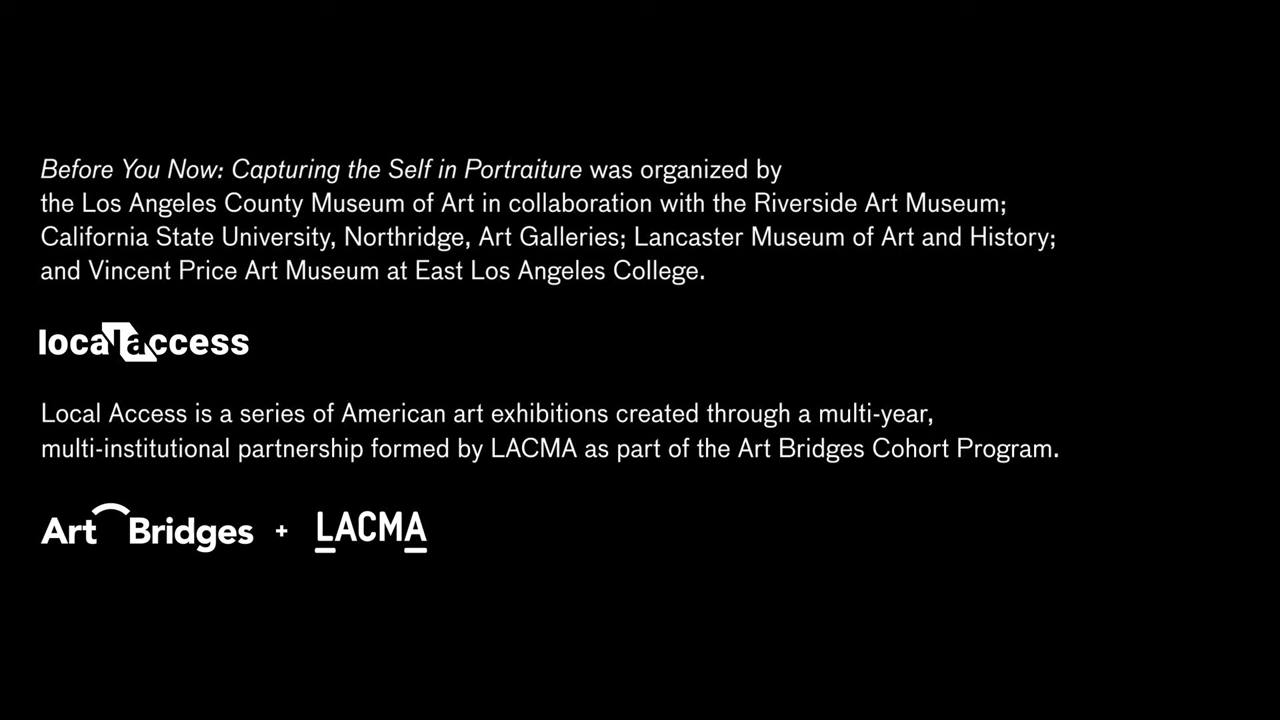 Before You Now: Capturing the Self in Portraiture was organized by
the Los Angeles County Museum of Art in collaboration with the Riverside Art Museum;
California State University, Northridge, Art Galleries; Lancaster Museum of Art and History;
and Vincent Price Art Museum at East Los Angeles College.
local access
Local Access is a series of American art exhibitions created through a multi-year,
multi-institutional partnership formed by LACMA as part of the Art Bridges Cohort Program.
Art Bridges + LACMA